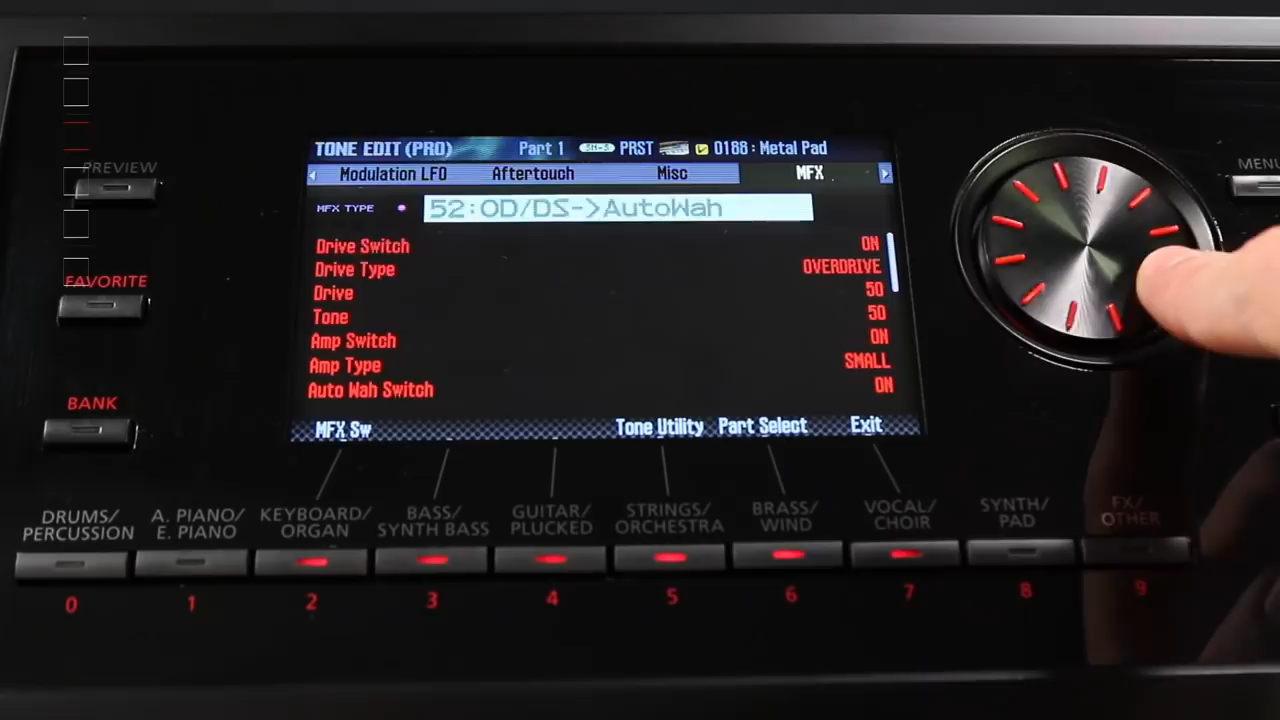 TONE EDIT (PRO) Part 1 SN-S PRST 0188: Metal Pad
Modulation LFO Aftertouch Misc MFX
MFX TYPE 52:OD/DS->AutoWah
Drive Switch ON
Drive Type OVERDRIVE
Drive 50
Tone 50
Amp Switch ON
Amp Type SMALL
Auto Wah Switch ON
MFX Sw Tone Utility Part Select Exit
PREVIEW
FAVORITE
BANK
MENU
DRUMS/
PERCUSSION
A. PIANO/
E. PIANO
KEYBOARD/
ORGAN
BASS/
SYNTH BASS
GUITAR/
PLUCKED
STRINGS/
ORCHESTRA
BRASS/
WIND
VOCAL/
CHOIR
SYNTH/
PAD
FX/
OTHER
0 1 2 3 4 5 6 7 8 9